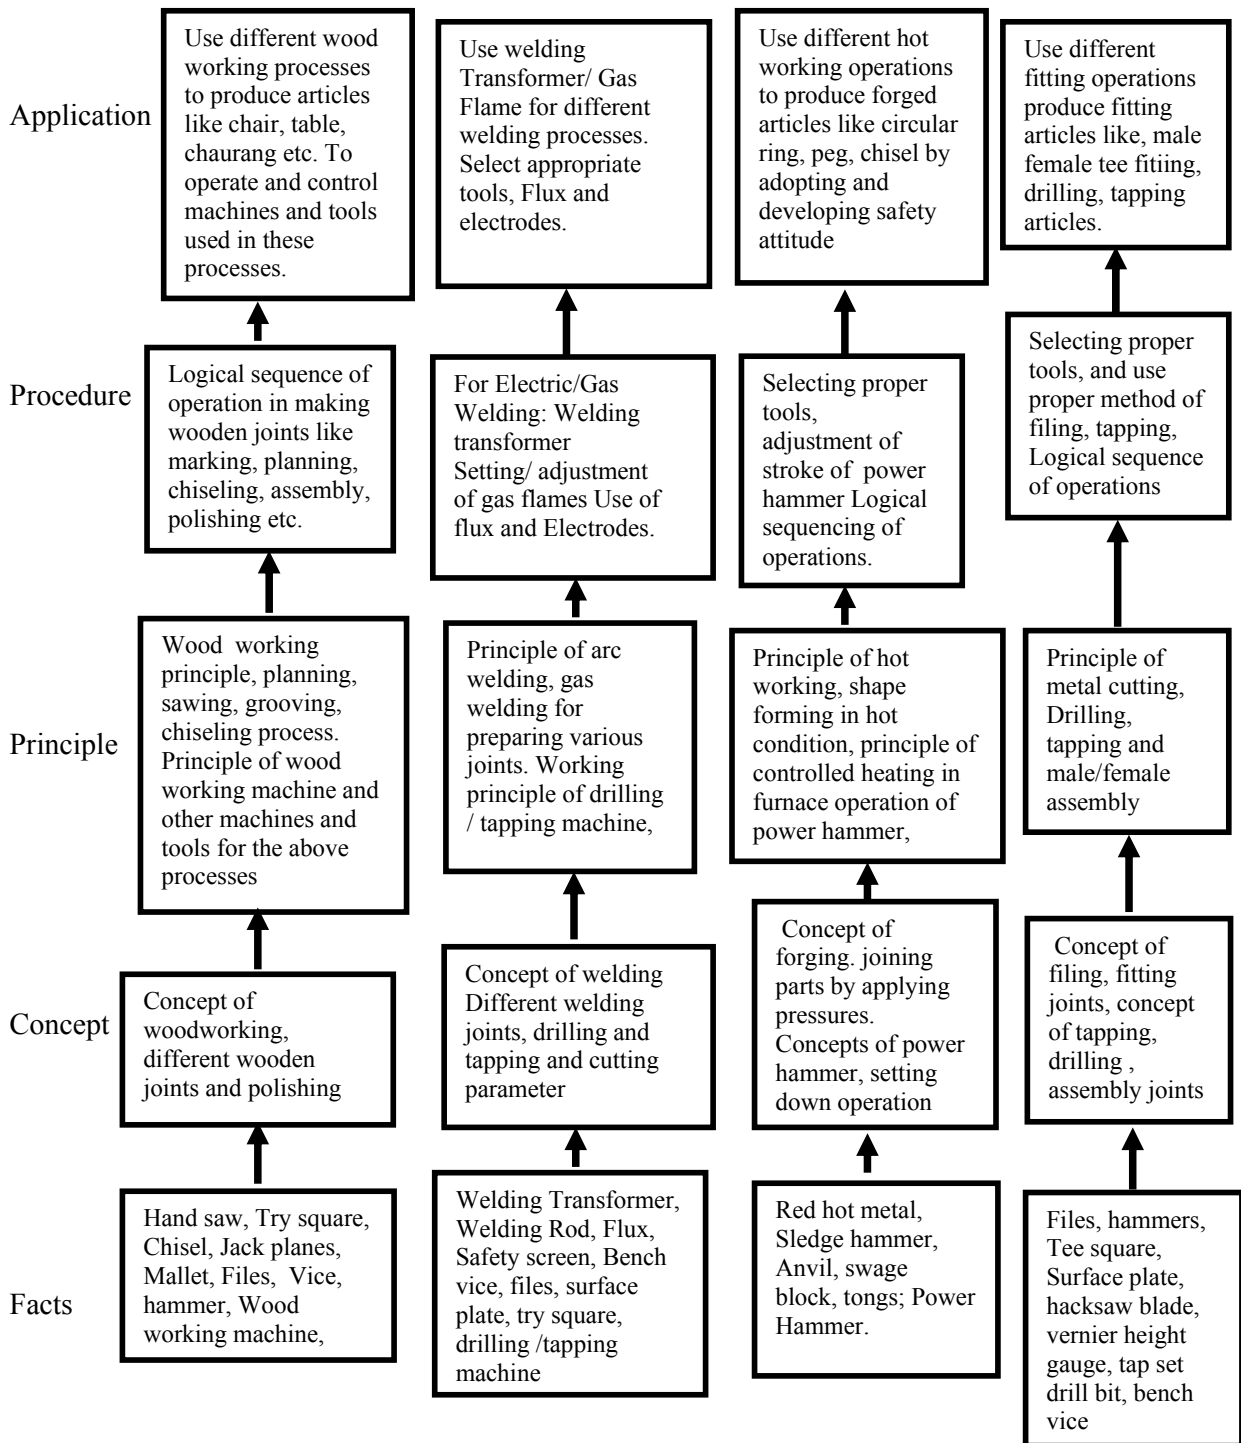 Application
Use different wood
working processes
to produce articles
like chair, table,
chaurang etc. To
operate and control
machines and tools
used in these
processes.
Use welding
Transformer/ Gas
Flame for different
welding processes.
Select appropriate
tools, Flux and
electrodes.
Use different hot
working operations
to produce forged
articles like circular
ring, peg, chisel by
adopting and
developing safety
attitude
Use different
fitting operations
produce fitting
articles like, male
female tee fitiing,
drilling, tapping
articles.
Procedure
Logical sequence of
operation in making
wooden joints like
marking, planning,
chiseling, assembly,
polishing etc.
For Electric/Gas
Welding: Welding
transformer
Setting/ adjustment
of gas flames Use of
flux and Electrodes.
Selecting proper
tools,
adjustment of
stroke of power
hammer Logical
sequencing of
operations.
Selecting proper
tools, and use
proper method of
filing, tapping,
Logical sequence
of operations
Principle
Wood working
principle, planning,
sawing, grooving,
chiseling process.
Principle of wood
working machine and
other machines and
tools for the above
processes
Principle of arc
welding, gas
welding for
preparing various
joints. Working
principle of drilling
/ tapping machine,
Principle of hot
working, shape
forming in hot
condition, principle of
controlled heating in
furnace operation of
power hammer,
Principle of
metal cutting,
Drilling,
tapping and
male/female
assembly
Concept
Concept of
woodworking,
different wooden
joints and polishing
Concept of welding
Different welding
joints, drilling and
tapping and cutting
parameter
Concept of
forging. joining
parts by applying
pressures.
Concepts of power
hammer, setting
down operation
Concept of
filing, fitting
joints, concept
of tapping,
drilling ,
assembly joints
Facts
Hand saw, Try square,
Chisel, Jack planes,
Mallet, Files, Vice,
hammer, Wood
working machine,
Welding Transformer,
Welding Rod, Flux,
Safety screen, Bench
vice, files, surface
plate, try square,
drilling /tapping
machine
Red hot metal,
Sledge hammer,
Anvil, swage
block, tongs; Power
Hammer.
Files, hammers,
Tee square,
Surface plate,
hacksaw blade,
vernier height
gauge, tap set
drill bit, bench
vice